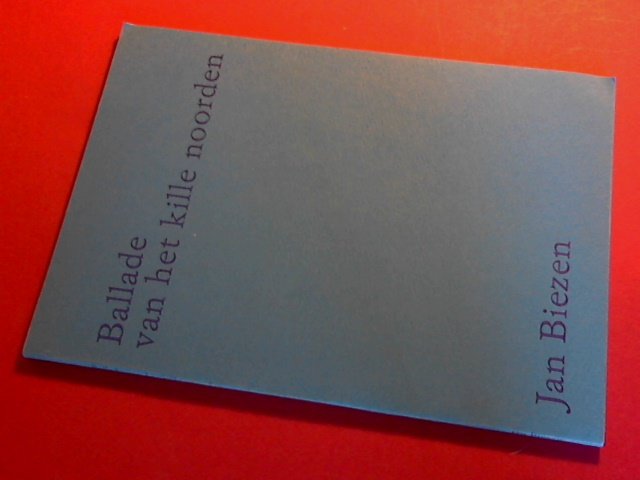 Ballade
van het kille noorden
Jan Biezen